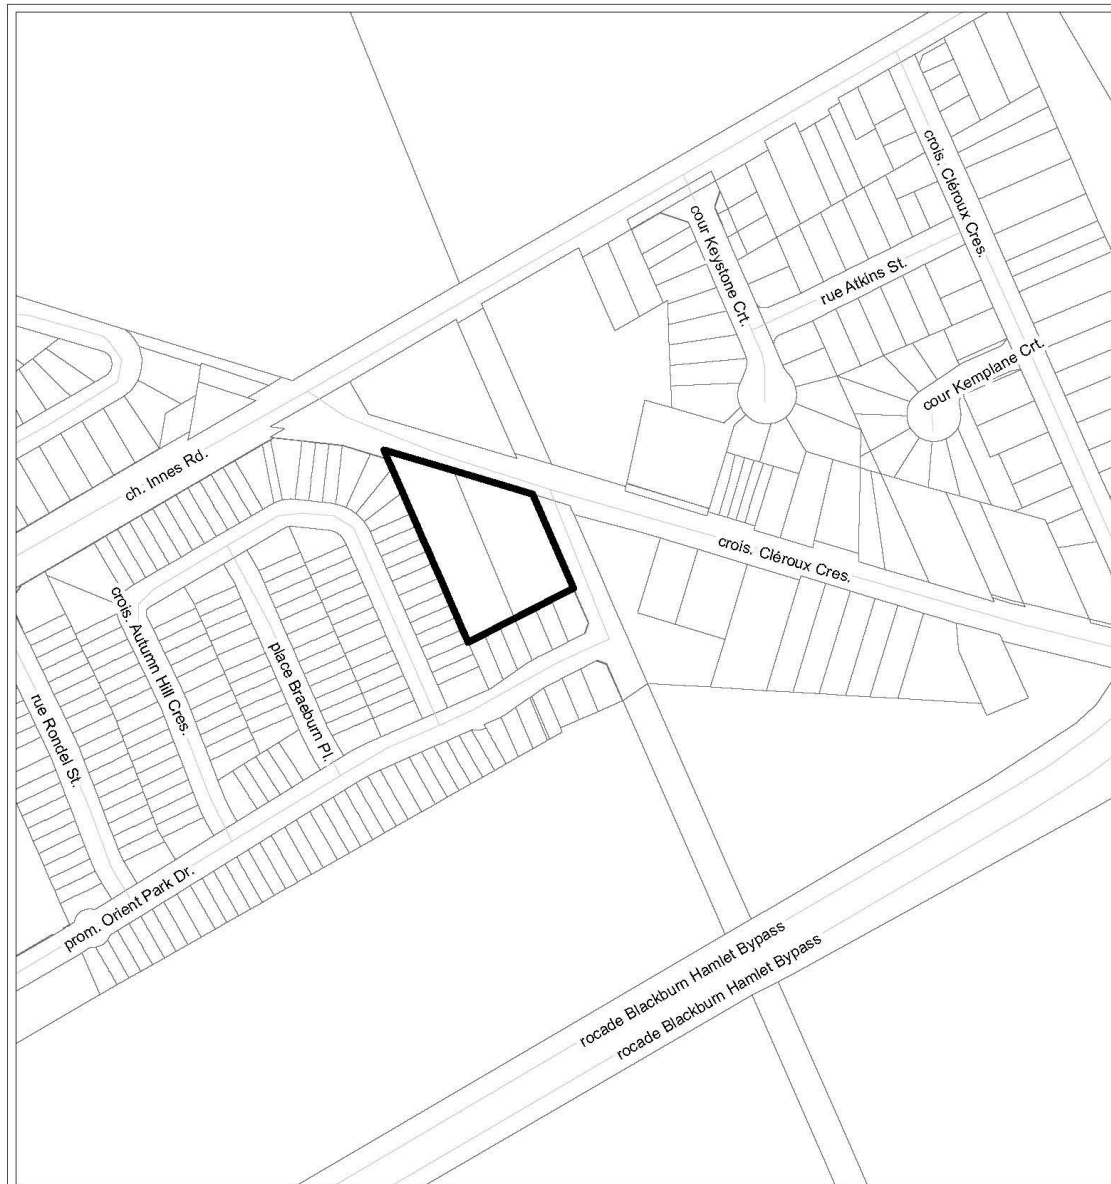 crois. Cléroux Cres.
cour Keystone Crt.
rue Atkins St.
cour Kemplane Crt.
ch. Innes Rd.
crois. Cléroux Cres.
crois. Autumn Hill Cres.
place Braeburn Pl.
rue Rondel St.
prom. Orient Park Dr.
rocade Blackburn Hamlet Bypass
rocade Blackburn Hamlet Bypass